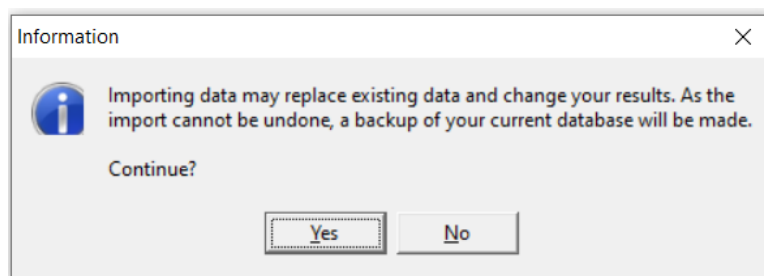 Information
Importing data may replace existing data and change your results. As the
import cannot be undone, a backup of your current database will be made.
Continue?
Yes No